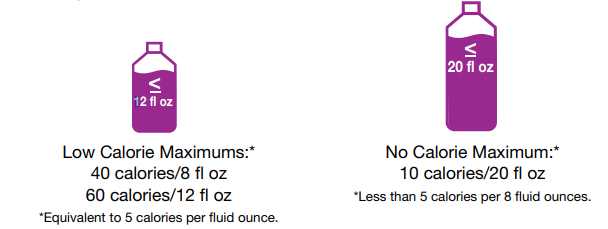 ≤
12 fl oz
Low Calorie Maximums:*
40 calories/8 fl oz
60 calories/12 fl oz
*Equivalent to 5 calories per fluid ounce.
≤
20 fl oz
No Calorie Maximum:*
10 calories/20 fl oz
*Less than 5 calories per 8 fluid ounces.